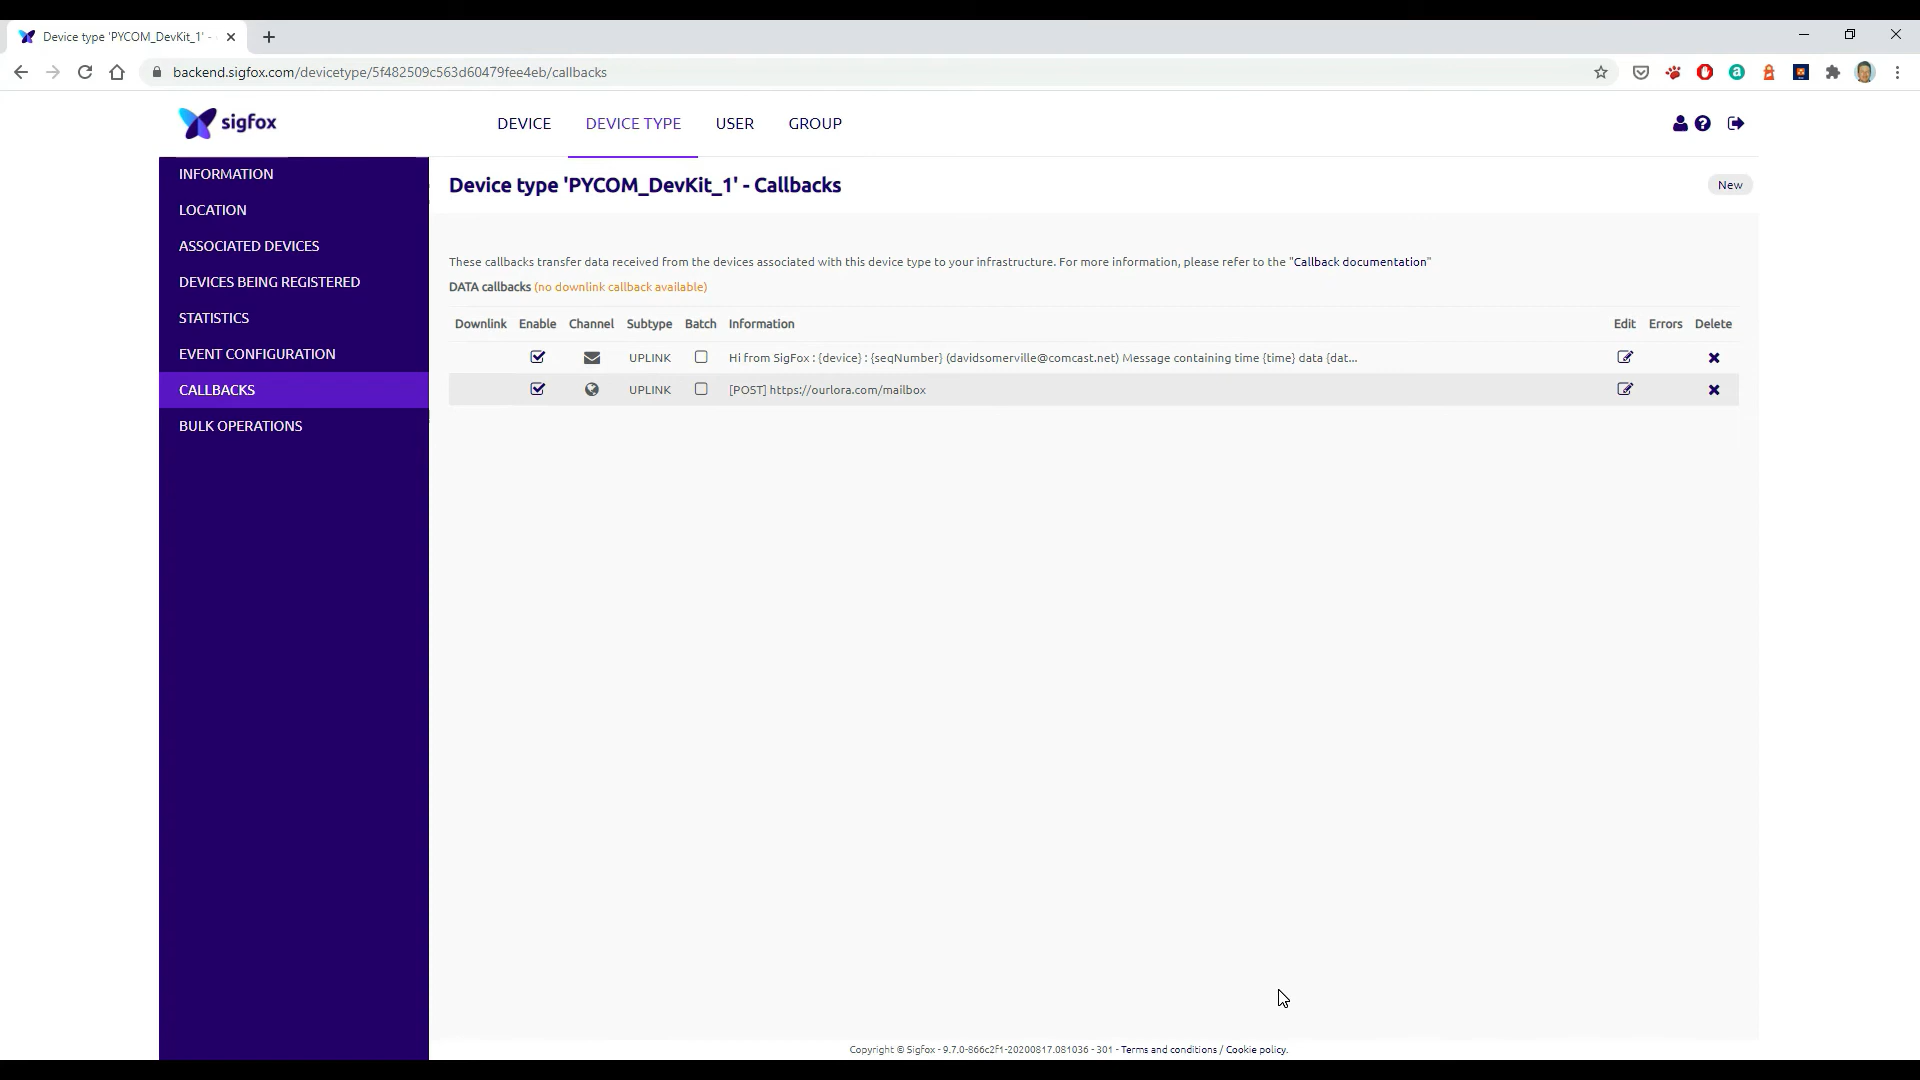 Device type 'PYCOM_DevKit_1' -
backend.sigfox.com/devicetype/5f482509c563d60479fee4eb/callbacks
sigfox
DEVICE
DEVICE TYPE
USER
GROUP
INFORMATION
LOCATION
ASSOCIATED DEVICES
DEVICES BEING REGISTERED
STATISTICS
EVENT CONFIGURATION
CALLBACKS
BULK OPERATIONS
Device type 'PYCOM_DevKit_1' - Callbacks
New
These callbacks transfer data received from the devices associated with this device type to your infrastructure. For more information, please refer to the "Callback documentation"
DATA callbacks (no downlink callback available)
Downlink Enable Channel Subtype Batch Information Edit Errors Delete
UPLINK Hi from SigFox : {device} : {seqNumber} (davidsomerville@comcast.net) Message containing time {time} data {dat...
UPLINK [POST] https://ourlora.com/mailbox
Copyright © Sigfox - 9.7.0-866c2f1-20200817.081036 - 301 - Terms and conditions / Cookie policy.